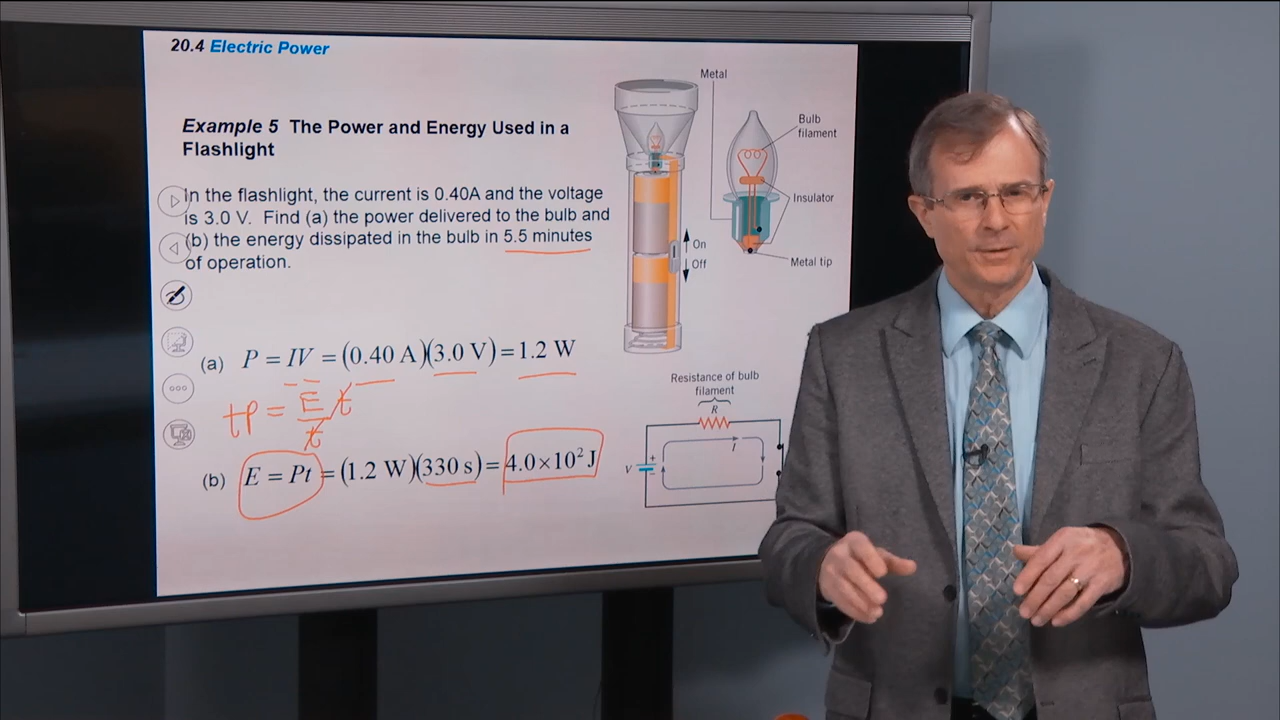 20.4 Electric Power
Example 5 The Power and Energy Used in a
Flashlight
In the flashlight, the current is 0.40A and the voltage
is 3.0 V. Find (a) the power delivered to the bulb and
(b) the energy dissipated in the bulb in 5.5 minutes
of operation.
(a) P = IV = (0.40 A)(3.0 V) = 1.2 W
tP = E/t t
(b) E = Pt = (1.2 W)(330 s) = 4.0×10² J
Metal
Bulb
filament
Insulator
On
Off
Metal tip
Resistance of bulb
filament
R
I
V
+
−